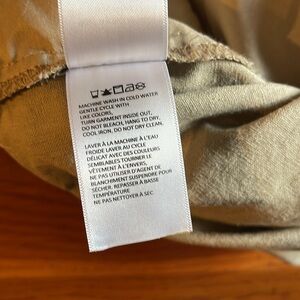 MACHINE WASH IN COLD WATER
GENTLE CYCLE WITH
LIKE COLORS,
TURN GARMENT INSIDE OUT,
DO NOT BLEACH, HANG TO DRY,
COOL IRON, DO NOT DRY CLEAN.
LAVER À LA MACHINE À L'EAU
FROIDE LAVER AU CYCLE
DÉLICAT AVEC DES COULEURS
SEMBLABLES TOURNER LE
VÊTEMENT À L'ENVERS,
NE PAS UTILISER D'AGENT DE
BLANCHIMENT SUSPENDRE POUR
SÉCHER. REPASSER À BASSE
TEMPÉRATURE
NE PAS NETTOYER À SEC